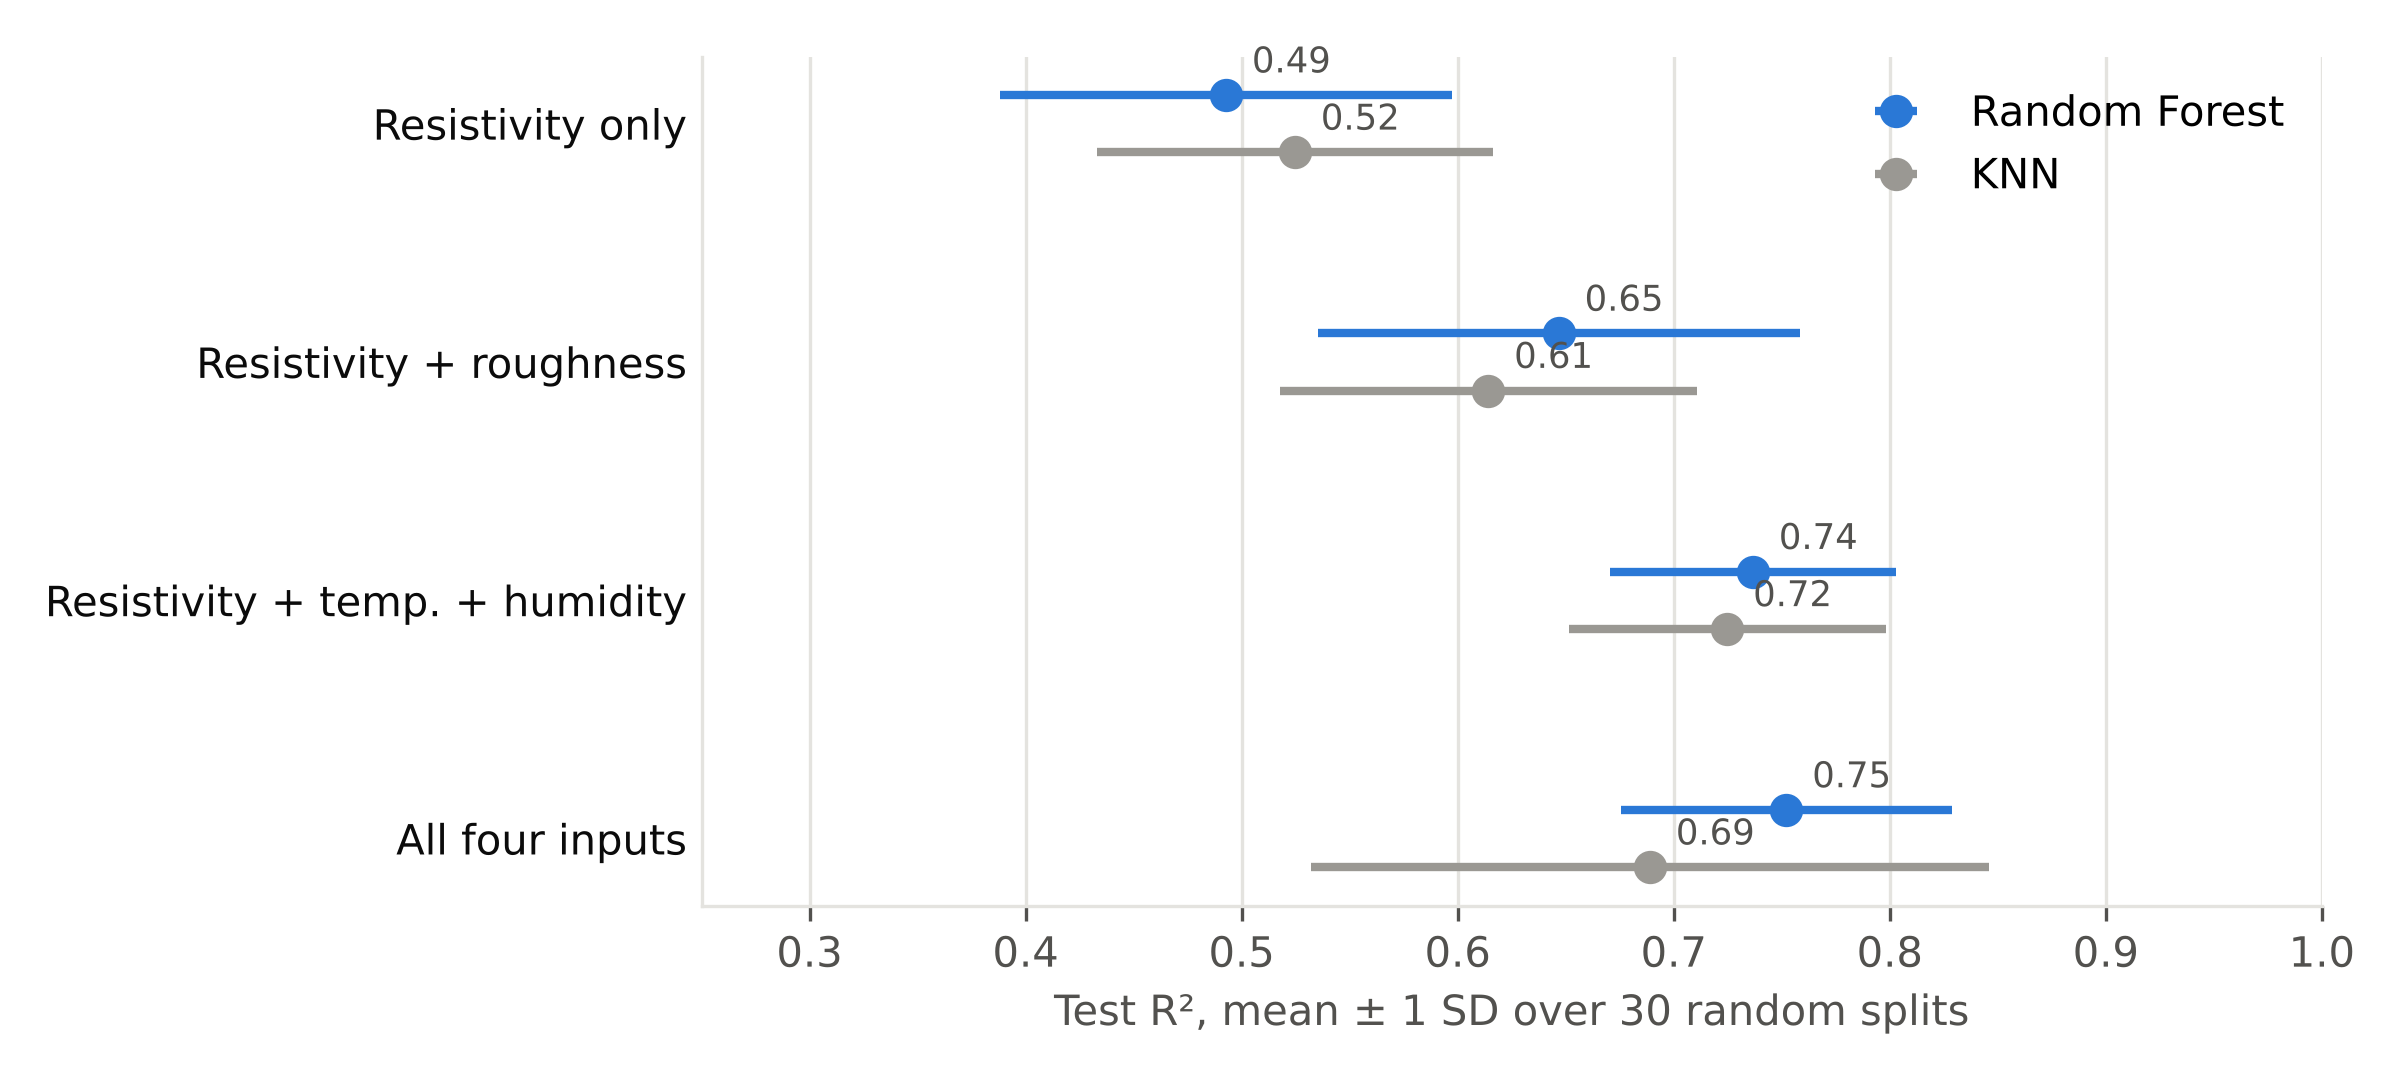 0.49
Resistivity only
0.52
Random Forest
KNN
0.65
Resistivity + roughness
0.61
0.74
Resistivity + temp. + humidity
0.72
0.75
All four inputs
0.69
0.3 0.4 0.5 0.6 0.7 0.8 0.9 1.0
Test R², mean ± 1 SD over 30 random splits